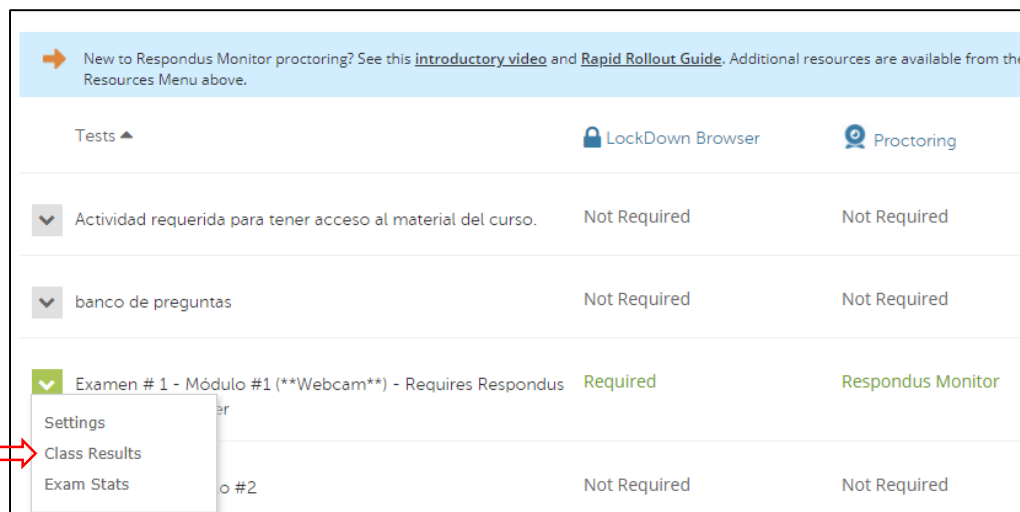 New to Respondus Monitor proctoring? See this introductory video and Rapid Rollout Guide. Additional resources are available from the
Resources Menu above.
Tests LockDown Browser Proctoring
Actividad requerida para tener acceso al material del curso. Not Required Not Required
banco de preguntas Not Required Not Required
Examen # 1 - Módulo #1 (**Webcam**) - Requires Respondus Required Respondus Monitor
er
Settings
Class Results
Exam Stats
o #2 Not Required Not Required